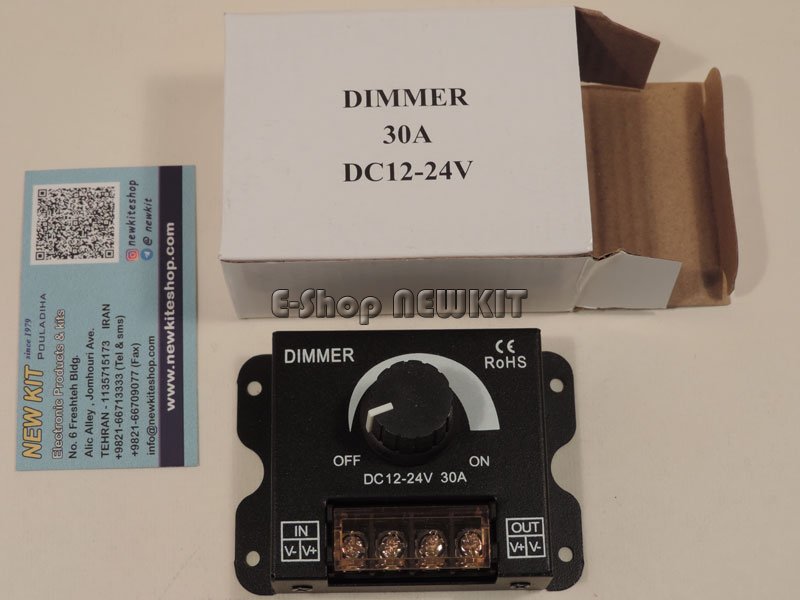 DIMMER
30A
DC12-24V
E-Shop NEWKIT
DIMMER
CE
RoHS
OFF
ON
DC12-24V 30A
IN
V- V+
OUT
V+ V-
newkiteshop
@ newkit
NEW KIT since 1979
POULADIHA
Electronic Products & kits
No. 6 Freshteh Bldg.
Alic Alley , Jomhouri Ave.
TEHRAN - 1135715173 IRAN
+9821-66713333 (Tel & sms)
+9821-66709077 (Fax)
info@newkiteshop.com
www.newkiteshop.com